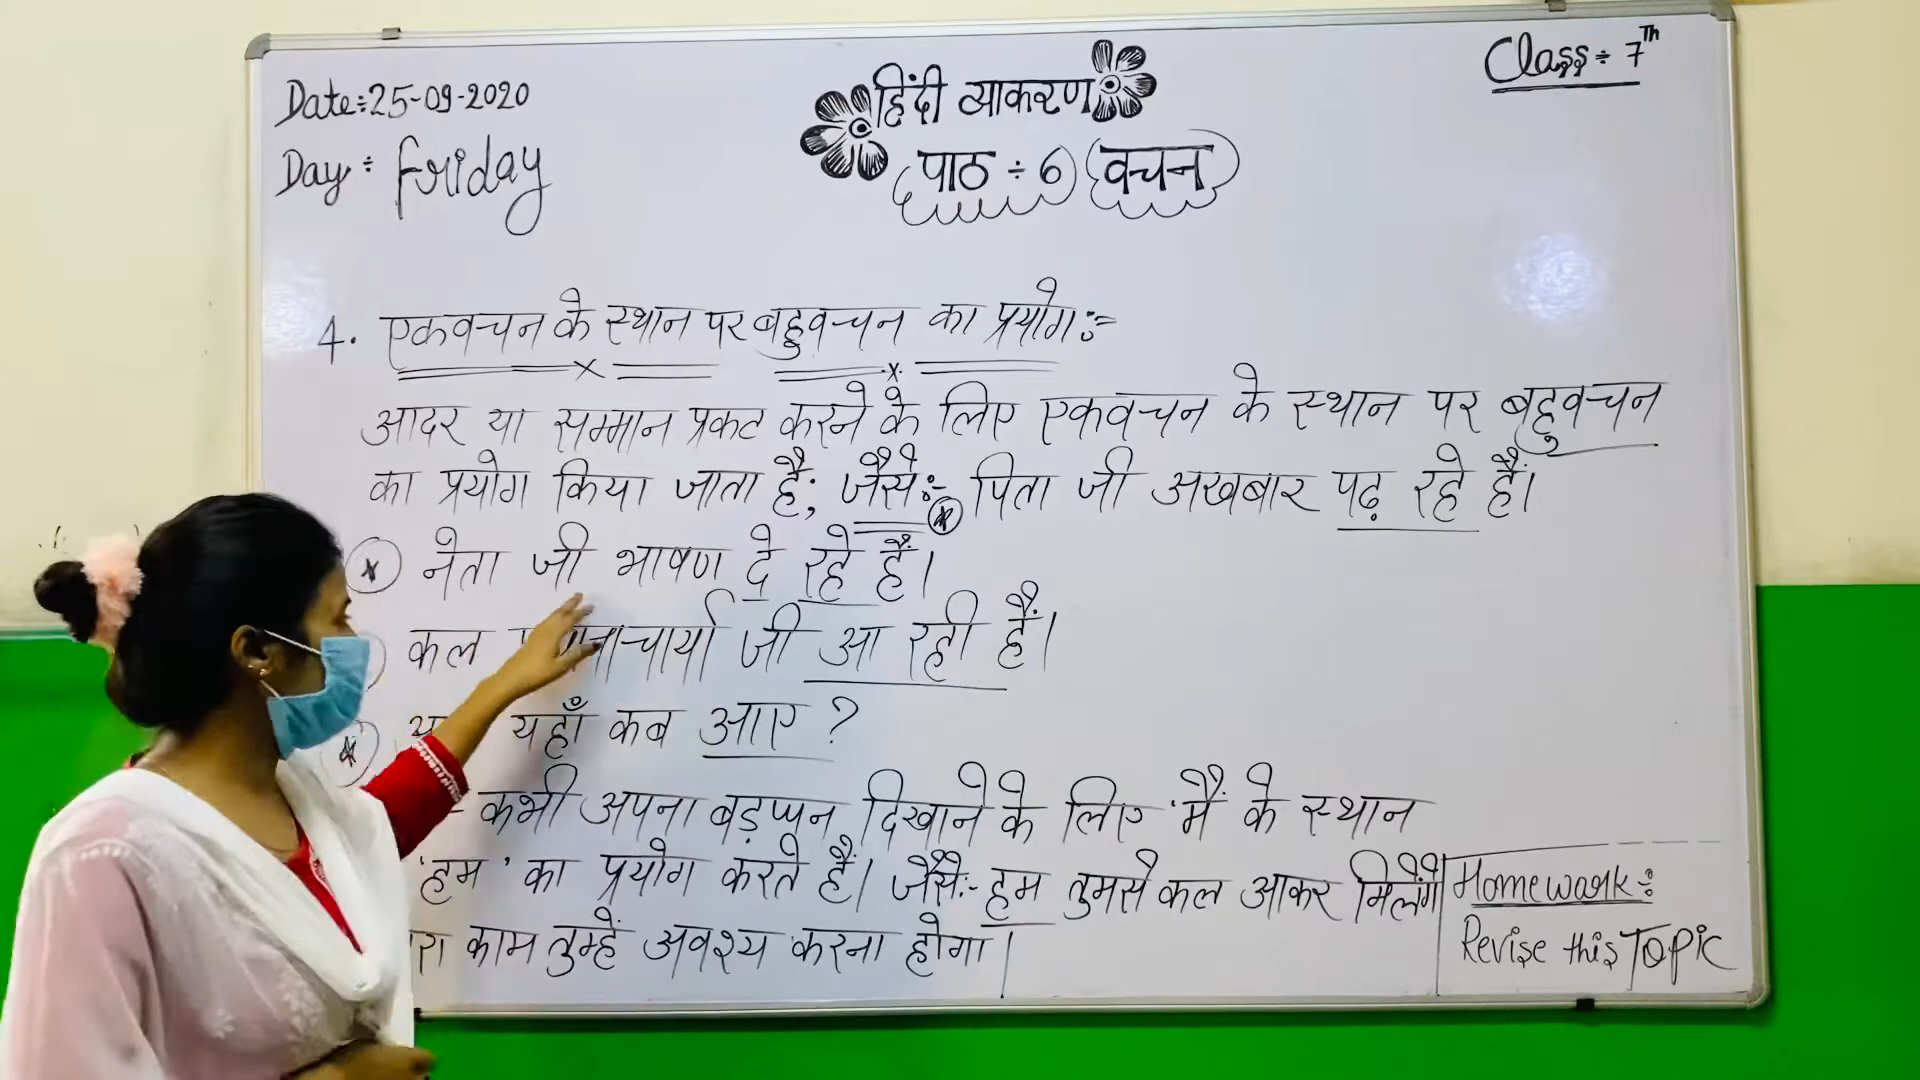 Date÷25-09-2020
Day÷ Friday
हिंदी व्याकरण
पाठ ÷ 6 (वचन)
Class÷ 7Th
4. एकवचन के स्थान पर बहुवचन का प्रयोग:=
आदर या सम्मान प्रकट करने के लिए एकवचन के स्थान पर बहुवचन
का प्रयोग किया जाता है; जैसे:- पिता जी अखबार पढ़ रहे हैं।
नेता जी भाषण दे रहे हैं।
कल जी आ रही हैं।
यहाँ कब आए ?
- कभी अपना बड़प्पन दिखाने के लिए 'मैं के स्थान
'हम' का प्रयोग करते हैं। जैसे:- हम तुमसे कल आकर मिलेंगे
काम तुम्हें अवश्य करना होगा।
Homework÷
Revise this Topic